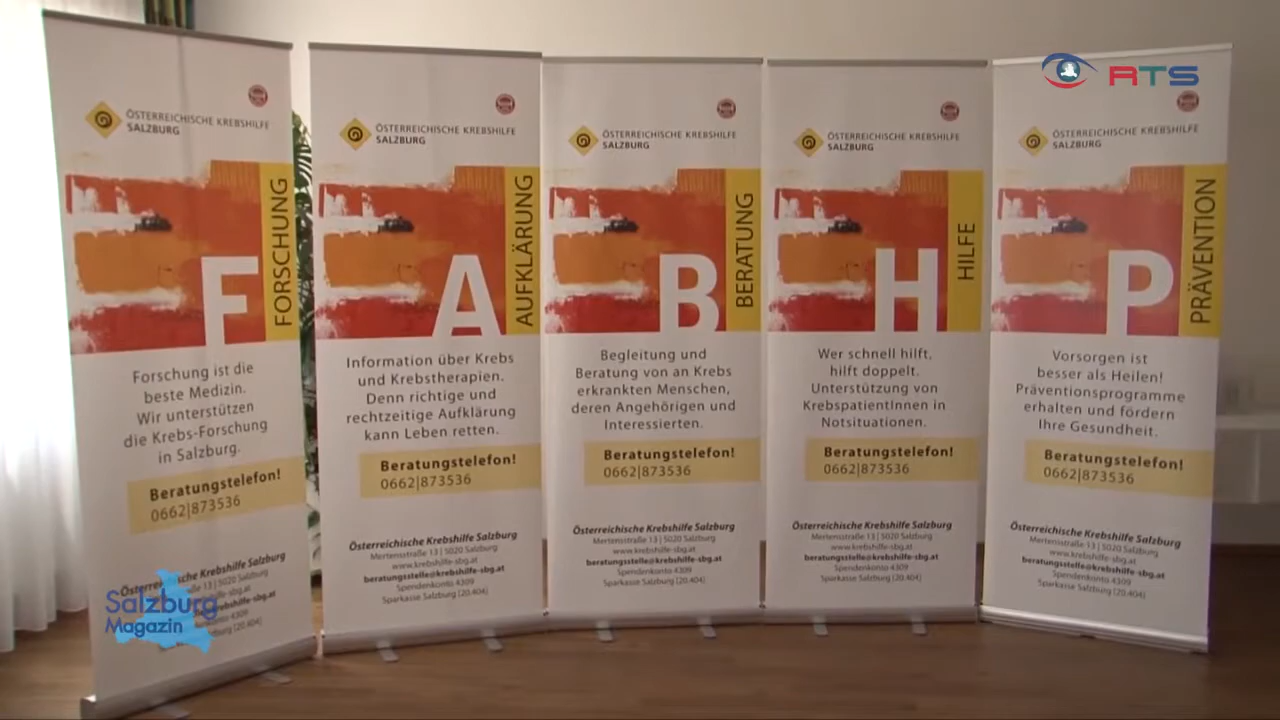 RTS
ÖSTERREICHISCHE KREBSHILFE
SALZBURG
FORSCHUNG
F
Forschung ist die
beste Medizin.
Wir unterstützen
die Krebs-Forschung
in Salzburg.
Beratungstelefon!
0662|873536
Krebshilfe Salzburg
13 | 5020 Salzburg
4309
(20.404)
ÖSTERREICHISCHE KREBSHILFE
SALZBURG
AUFKLÄRUNG
A
Information über Krebs
und Krebstherapien.
Denn richtige und
rechtzeitige Aufklärung
kann Leben retten.
Beratungstelefon!
0662|873536
Österreichische Krebshilfe Salzburg
Mertensstraße 13 | 5020 Salzburg
www.krebshilfe-sbg.at
beratungsstelle@krebshilfe-sbg.at
Spendenkonto 4309
Sparkasse Salzburg (20.404)
ÖSTERREICHISCHE KREBSHILFE
SALZBURG
BERATUNG
B
Begleitung und
Beratung von an Krebs
erkrankten Menschen,
deren Angehörigen und
Interessierten.
Beratungstelefon!
0662|873536
Österreichische Krebshilfe Salzburg
Mertensstraße 13 | 5020 Salzburg
www.krebshilfe-sbg.at
beratungsstelle@krebshilfe-sbg.at
Spendenkonto 4309
Sparkasse Salzburg (20.404)
ÖSTERREICHISCHE KREBSHILFE
SALZBURG
HILFE
H
Wer schnell hilft,
hilft doppelt.
Unterstützung von
KrebspatientInnen in
Notsituationen.
Beratungstelefon!
0662|873536
Österreichische Krebshilfe Salzburg
Mertensstraße 13 | 5020 Salzburg
www.krebshilfe-sbg.at
beratungsstelle@krebshilfe-sbg.at
Spendenkonto 4309
Sparkasse Salzburg (20.404)
ÖSTERREICHISCHE KREBSHILFE
SALZBURG
PRÄVENTION
P
Vorsorgen ist
besser als Heilen!
Präventionsprogramme
erhalten und fördern
Ihre Gesundheit.
Beratungstelefon!
0662|873536
Österreichische Krebshilfe Salzburg
Mertensstraße 13 | 5020 Salzburg
www.krebshilfe-sbg.at
beratungsstelle@krebshilfe-sbg.at
Spendenkonto 4309
Sparkasse Salzburg (20.404)
Salzburg
Magazin